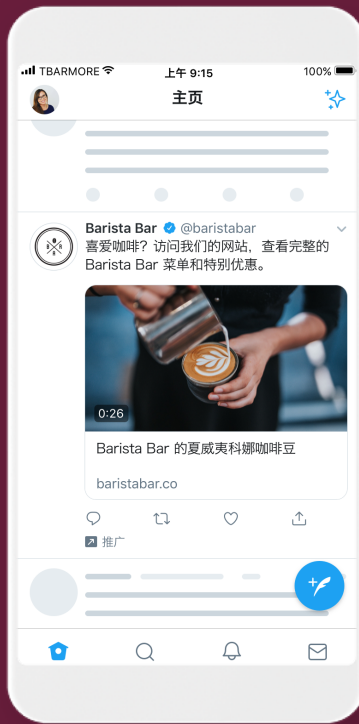 TBARMORE 上午 9:15 100%
主页
Barista Bar @baristabar
喜爱咖啡？访问我们的网站，查看完整的
Barista Bar 菜单和特别优惠。
0:26
Barista Bar 的夏威夷科娜咖啡豆
baristabar.co
推广